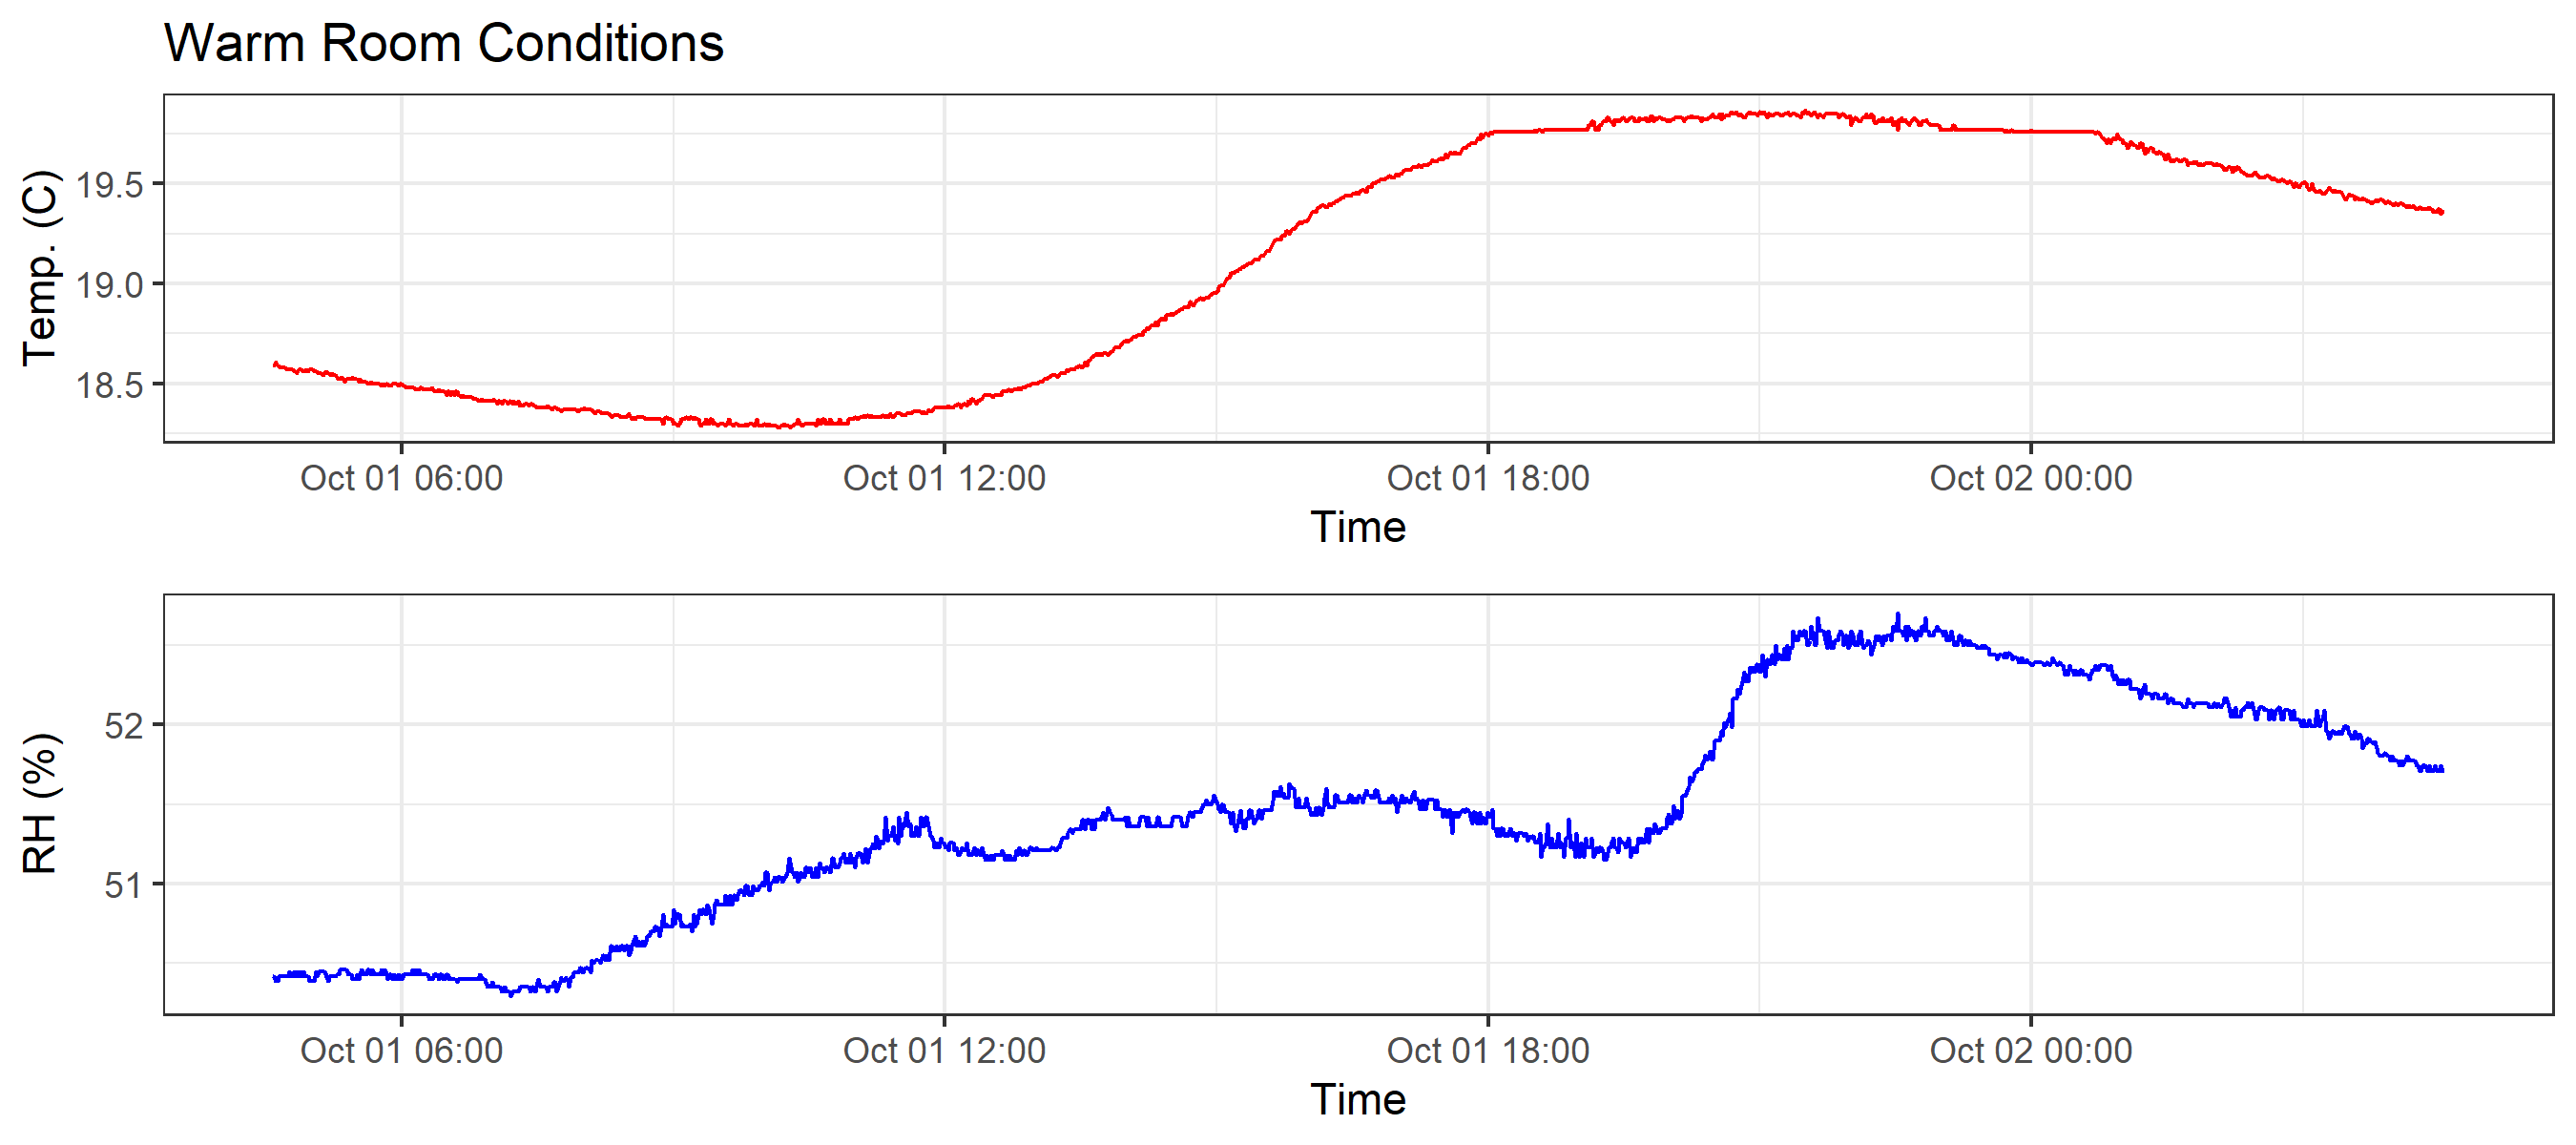 Warm Room Conditions
Temp. (C)
19.5
19.0
18.5
Oct 01 06:00 Oct 01 12:00 Oct 01 18:00 Oct 02 00:00
Time
RH (%)
52
51
Oct 01 06:00 Oct 01 12:00 Oct 01 18:00 Oct 02 00:00
Time